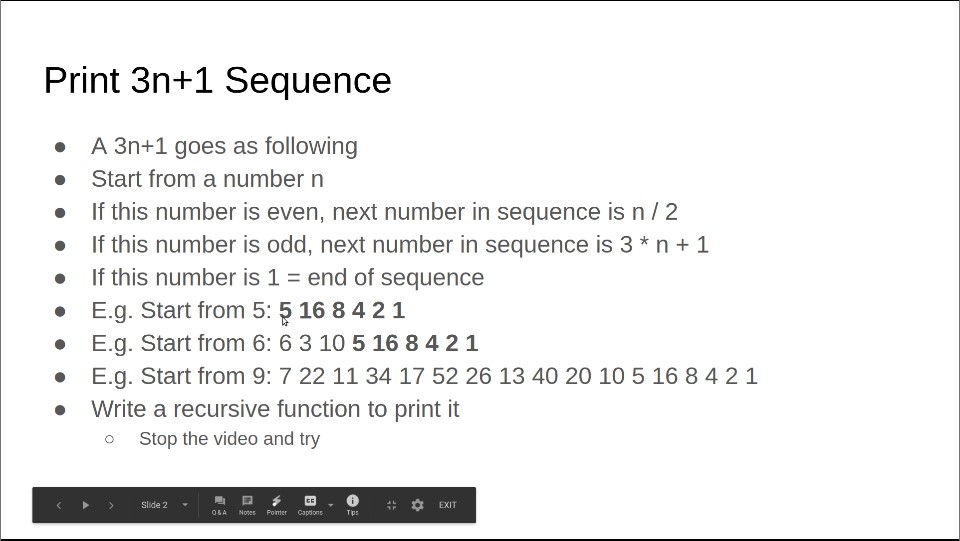 Print 3n+1 Sequence
● A 3n+1 goes as following
● Start from a number n
● If this number is even, next number in sequence is n / 2
● If this number is odd, next number in sequence is 3 * n + 1
● If this number is 1 = end of sequence
● E.g. Start from 5: 5 16 8 4 2 1
● E.g. Start from 6: 6 3 10 5 16 8 4 2 1
● E.g. Start from 9: 7 22 11 34 17 52 26 13 40 20 10 5 16 8 4 2 1
● Write a recursive function to print it
○ Stop the video and try
Slide 2 Q&A Notes Pointer Captions Tips EXIT